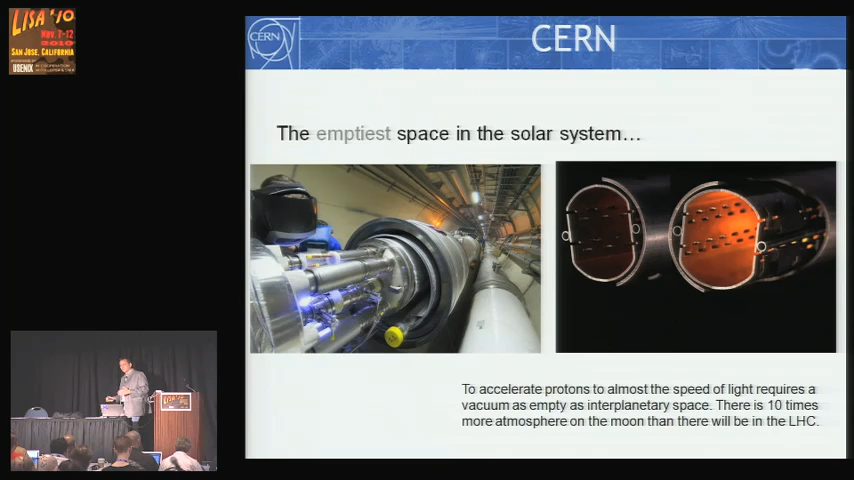 LISA '10
Nov. 7-12
2010
SAN JOSE, CALIFORNIA
USENIX
CERN
CERN
The emptiest space in the solar system…
To accelerate protons to almost the speed of light requires a
vacuum as empty as interplanetary space. There is 10 times
more atmosphere on the moon than there will be in the LHC.